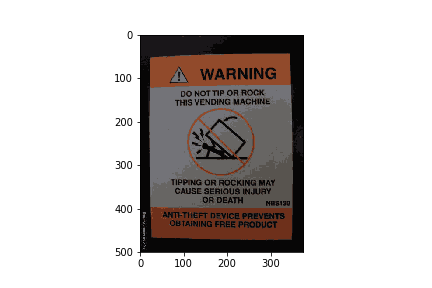 WARNING
DO NOT TIP OR ROCK
THIS VENDING MACHINE
TIPPING OR ROCKING MAY
CAUSE SERIOUS INJURY
OR DEATH
NBS130
ANTI-THEFT DEVICE PREVENTS
OBTAINING FREE PRODUCT
0
100
200
300
400
500
0
100
200
300